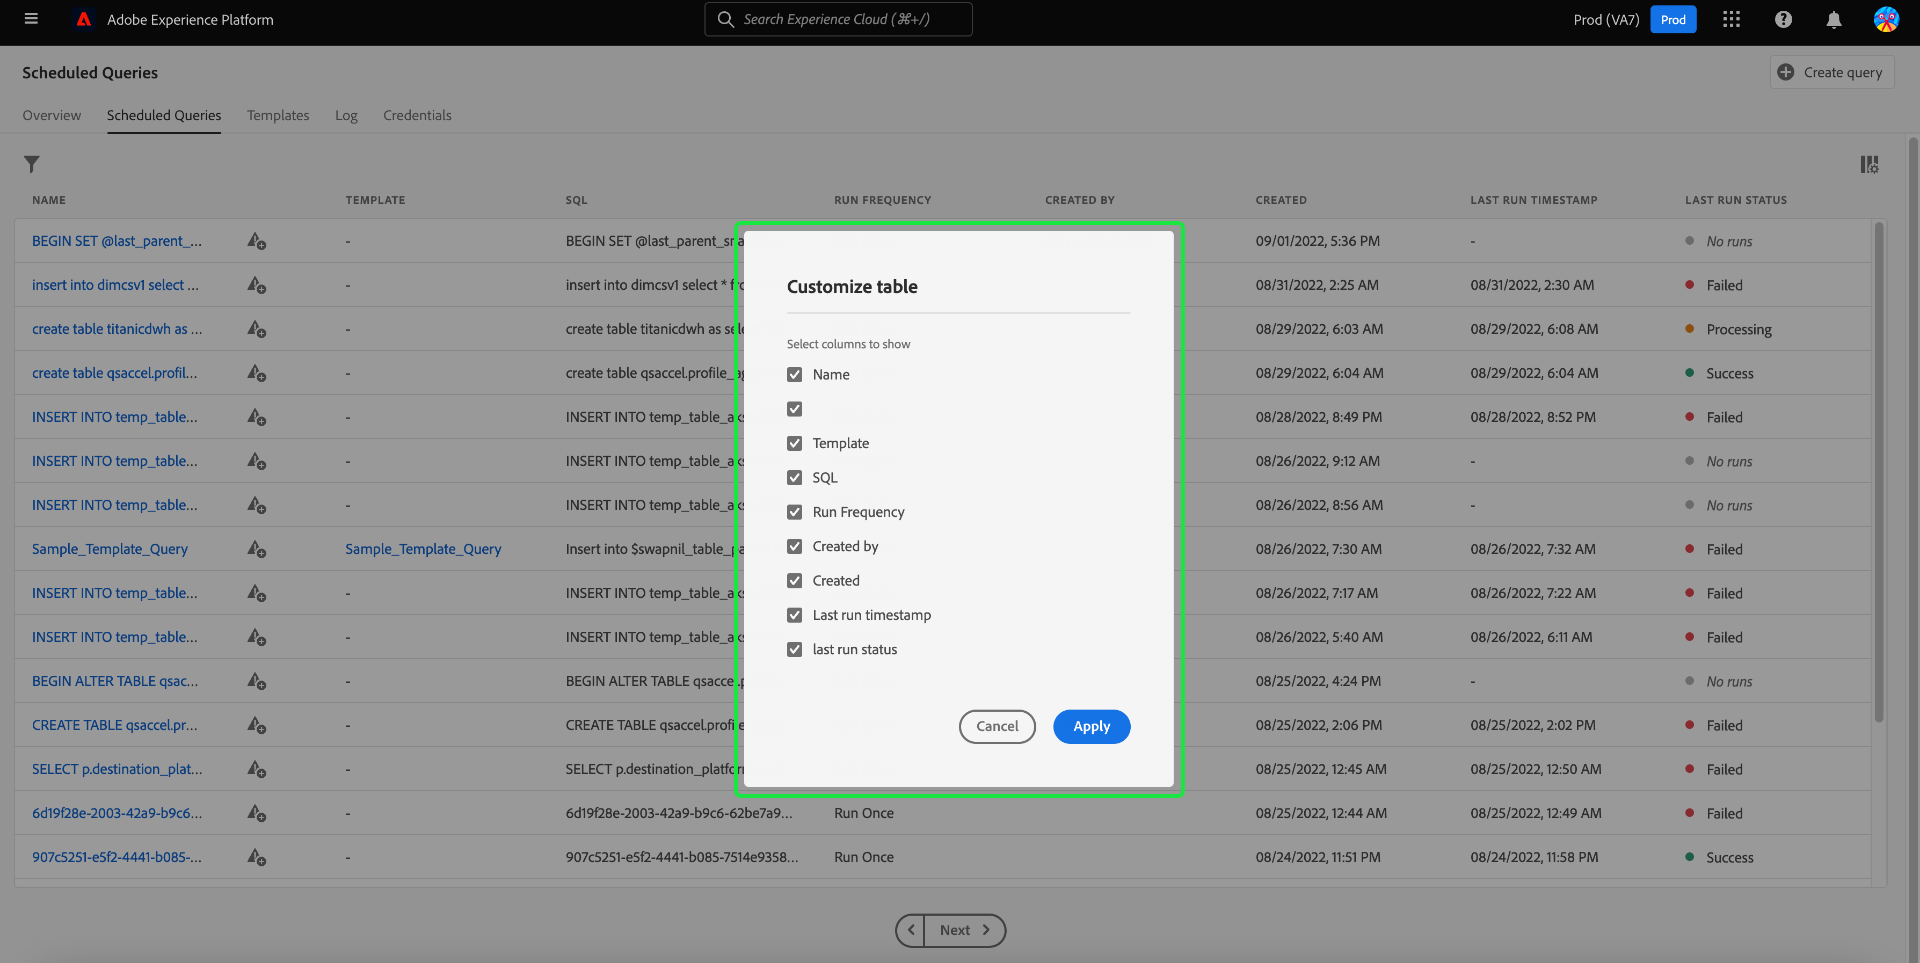 Adobe Experience Platform
Search Experience Cloud (⌘+/)
Prod (VA7)
Prod
Scheduled Queries
Create query
Overview
Scheduled Queries
Templates
Log
Credentials
NAME TEMPLATE SQL RUN FREQUENCY CREATED BY CREATED LAST RUN TIMESTAMP LAST RUN STATUS
BEGIN SET @last_parent_... - BEGIN SET @last_parent_sna 09/01/2022, 5:36 PM - No runs
insert into dimcsv1 select ... - insert into dimcsv1 select * fro 08/31/2022, 2:25 AM 08/31/2022, 2:30 AM Failed
create table titanicdwh as ... - create table titanicdwh as sele 08/29/2022, 6:03 AM 08/29/2022, 6:08 AM Processing
create table qsaccel.profil... - create table qsaccel.profile_ag 08/29/2022, 6:04 AM 08/29/2022, 6:04 AM Success
INSERT INTO temp_table... - INSERT INTO temp_table_aks 08/28/2022, 8:49 PM 08/28/2022, 8:52 PM Failed
INSERT INTO temp_table... - INSERT INTO temp_table_aks 08/26/2022, 9:12 AM - No runs
INSERT INTO temp_table... - INSERT INTO temp_table_aks 08/26/2022, 8:56 AM - No runs
Sample_Template_Query Sample_Template_Query Insert into $swapnil_table_pa 08/26/2022, 7:30 AM 08/26/2022, 7:32 AM Failed
INSERT INTO temp_table... - INSERT INTO temp_table_aks 08/26/2022, 7:17 AM 08/26/2022, 7:22 AM Failed
INSERT INTO temp_table... - INSERT INTO temp_table_aks 08/26/2022, 5:40 AM 08/26/2022, 6:11 AM Failed
BEGIN ALTER TABLE qsac... - BEGIN ALTER TABLE qsaccel.p 08/25/2022, 4:24 PM - No runs
CREATE TABLE qsaccel.pr... - CREATE TABLE qsaccel.profile 08/25/2022, 2:06 PM 08/25/2022, 2:02 PM Failed
SELECT p.destination_plat... - SELECT p.destination_platform 08/25/2022, 12:45 AM 08/25/2022, 12:50 AM Failed
6d19f28e-2003-42a9-b9c6... - 6d19f28e-2003-42a9-b9c6-62be7a9... Run Once 08/25/2022, 12:44 AM 08/25/2022, 12:49 AM Failed
907c5251-e5f2-4441-b085-... - 907c5251-e5f2-4441-b085-7514e9358... Run Once 08/24/2022, 11:51 PM 08/24/2022, 11:58 PM Success
Customize table
Select columns to show
Name
Template
SQL
Run Frequency
Created by
Created
Last run timestamp
last run status
Cancel
Apply
Next